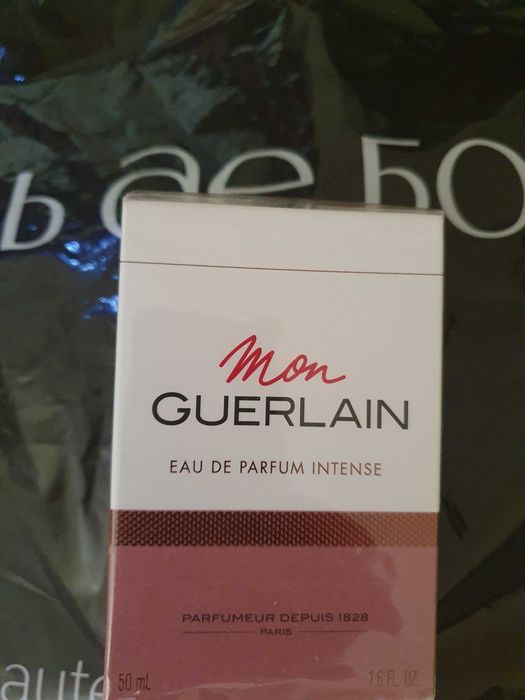 Mon
GUERLAIN
EAU DE PARFUM INTENSE
PARFUMEUR DEPUIS 1828
PARIS
50 mL 1.6 FL. OZ.